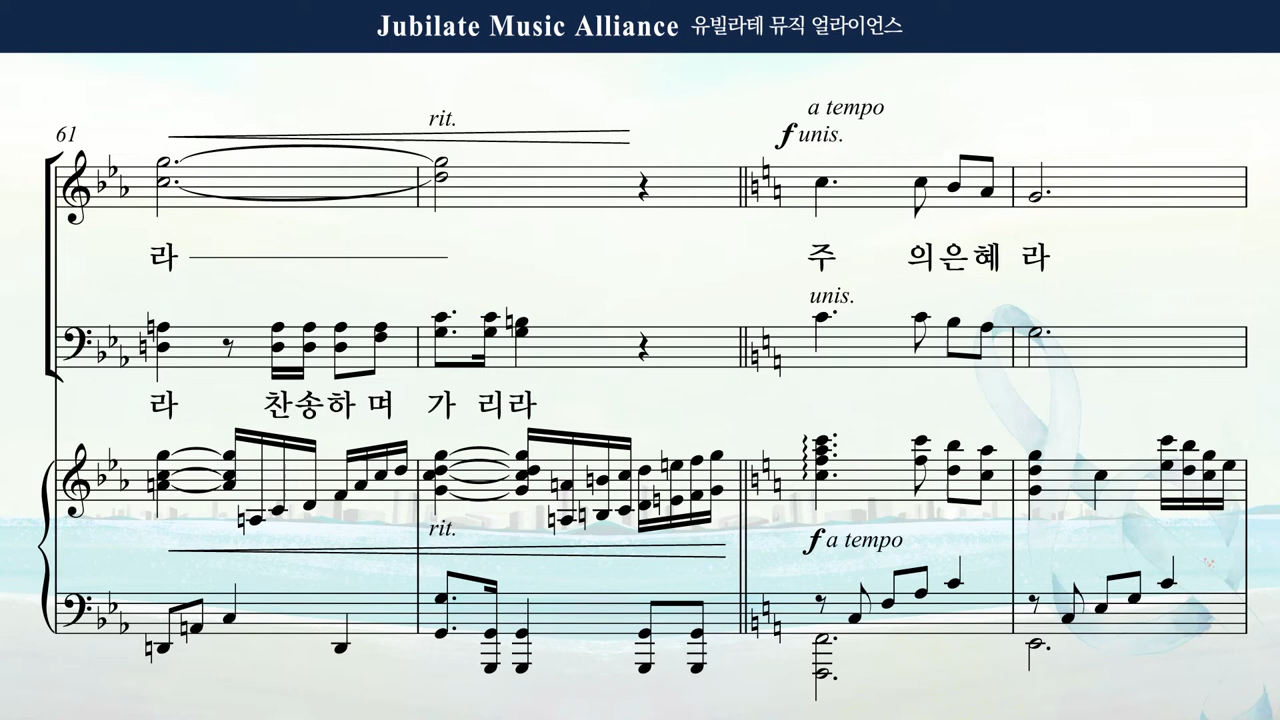 Jubilate Music Alliance 유빌라테 뮤직 얼라이언스
a tempo
rit.
61
f unis.
라 주 의 은 혜 라
unis.
라 찬 송 하 며 가 리 라
rit.
f a tempo